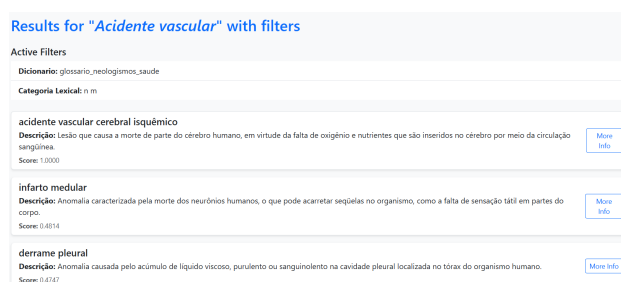 Results for "Acidente vascular" with filters
Active Filters
Dicionario: glossario_neologismos_saude
Categoria Lexical: n m
acidente vascular cerebral isquêmico
Descrição: Lesão que causa a morte de parte do cérebro humano, em virtude da falta de oxigênio e nutrientes que são inseridos no cérebro por meio da circulação
sangüínea.
Score: 1.0000
More
Info
infarto medular
Descrição: Anomalia caracterizada pela morte dos neurônios humanos, o que pode acarretar seqüelas no organismo, como a falta de sensação tátil em partes do
corpo.
Score: 0.4814
More
Info
derrame pleural
Descrição: Anomalia causada pelo acúmulo de líquido viscoso, purulento ou sanguinolento na cavidade pleural localizada no tórax do organismo humano.
Score: 0.4747
More Info